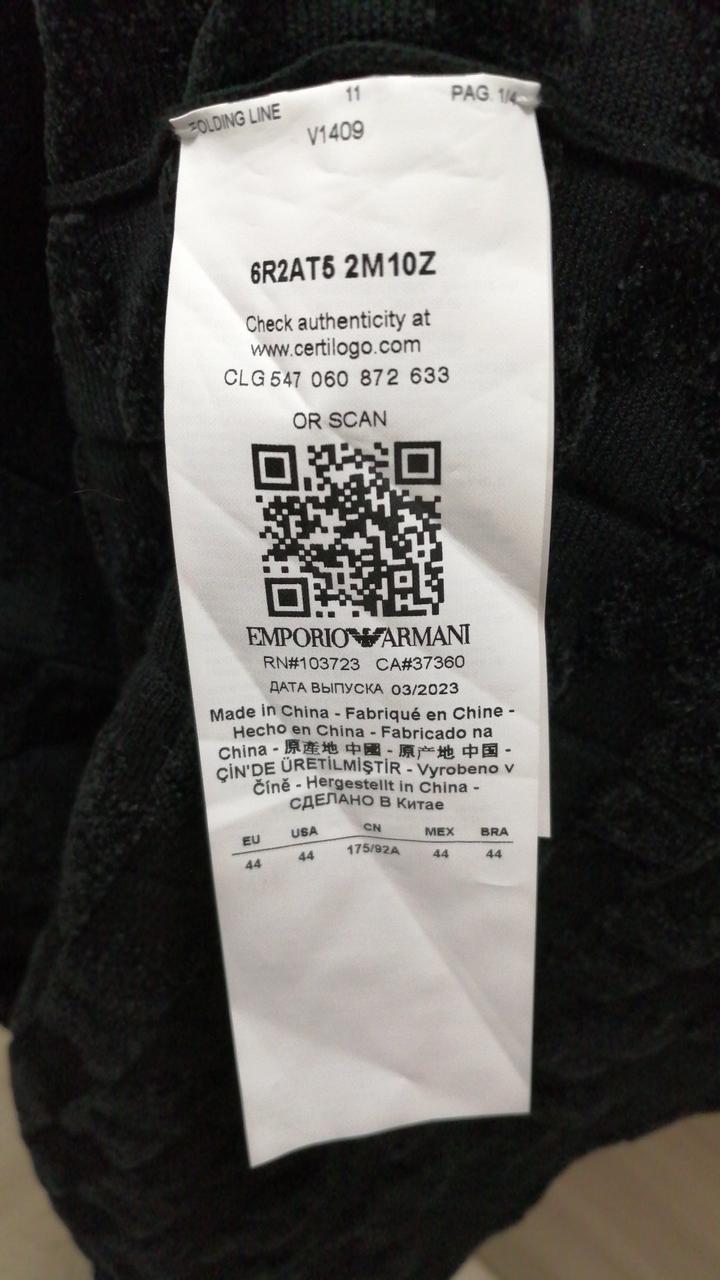 FOLDING LINE 11 PAG. 1/4
V1409
6R2AT5 2M10Z
Check authenticity at
www.certilogo.com
CLG 547 060 872 633
OR SCAN
EMPORIO ARMANI
RN#103723 CA#37360
ДАТА ВЫПУСКА 03/2023
Made in China - Fabriqué en Chine -
Hecho en China - Fabricado na
China - 原產地 中國 - 原产地 中国 -
ÇİN'DE ÜRETİLMİŞTİR - Vyrobeno v
Číně - Hergestellt in China -
СДЕЛАНО В Китае
EU USA CN MEX BRA
44 44 175/92A 44 44